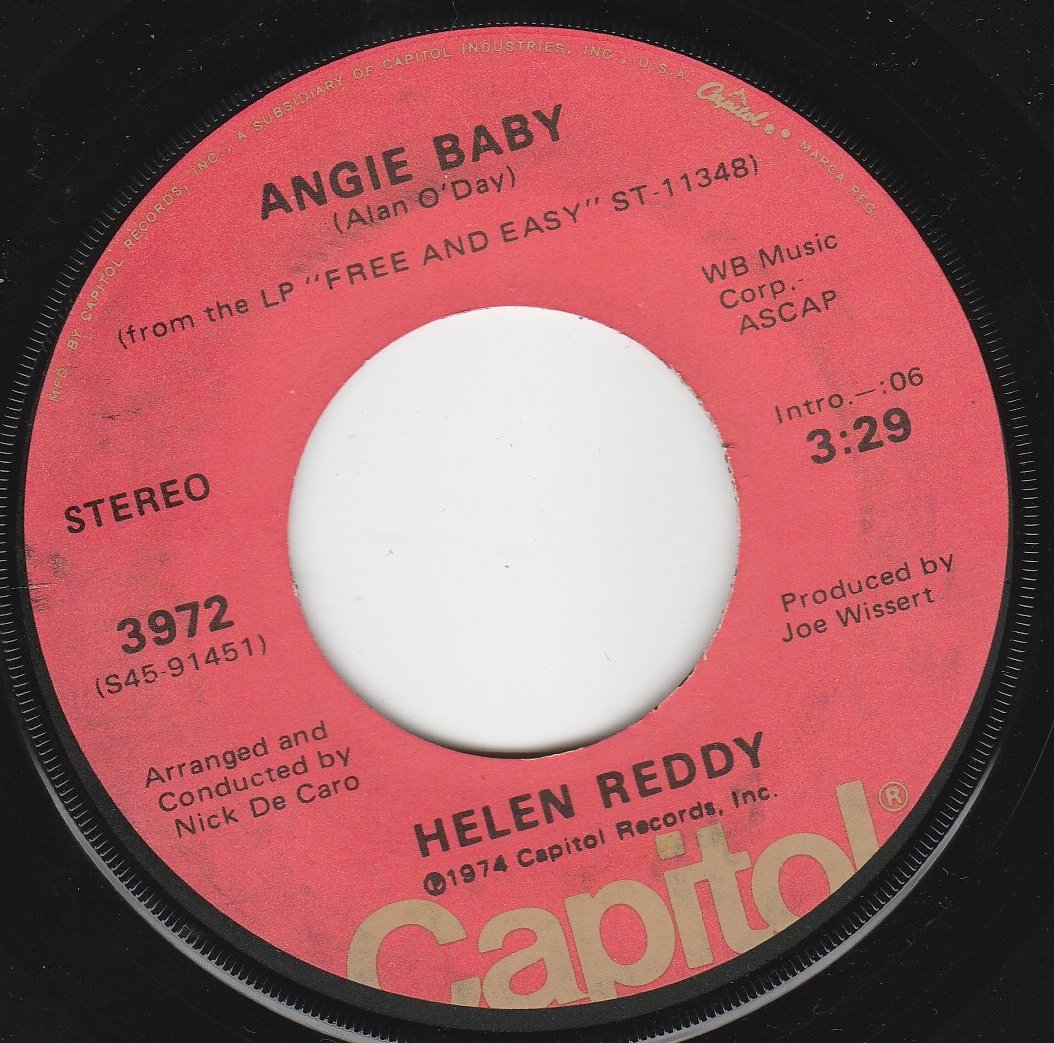 MFD. BY CAPITOL RECORDS, INC., A SUBSIDIARY OF CAPITOL INDUSTRIES, INC., U.S.A.
Capitol
MARCA REG.
ANGIE BABY
(Alan O'Day)
(from the LP "FREE AND EASY" ST-11348)
WB Music
Corp.-
ASCAP
Intro.—:06
3:29
STEREO
3972
(S45-91451)
Produced by
Joe Wissert
Arranged and
Conducted by
Nick De Caro
HELEN REDDY
℗1974 Capitol Records, Inc.
Capitol®